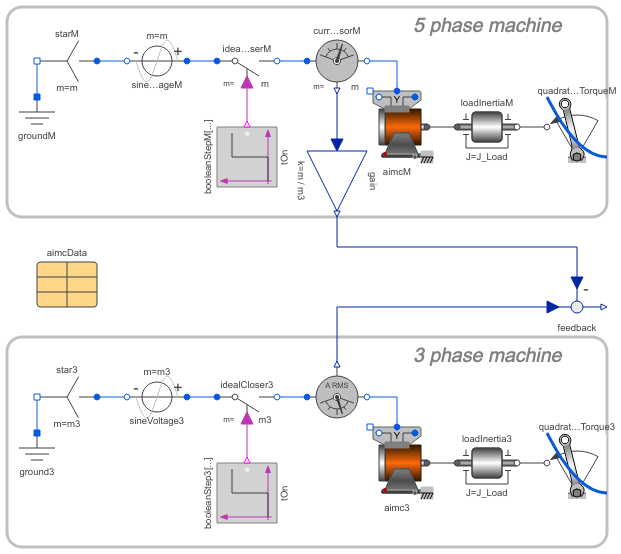 5 phase machine
starM
m=m
m=m
-
+
sine...ageM
idea...serM
m=
m
curr...sorM
m=
m
groundM
booleanStepM[...]
tOn
k=m / m3
gain
Y
aimcM
loadInertiaM
J=J_Load
quadrat...TorqueM
aimcData
-
feedback
3 phase machine
star3
m=m3
m=m3
-
+
sineVoltage3
idealCloser3
m=
m3
A RMS
ground3
booleanStep3[...]
tOn
Y
aimc3
loadInertia3
J=J_Load
quadrat...Torque3